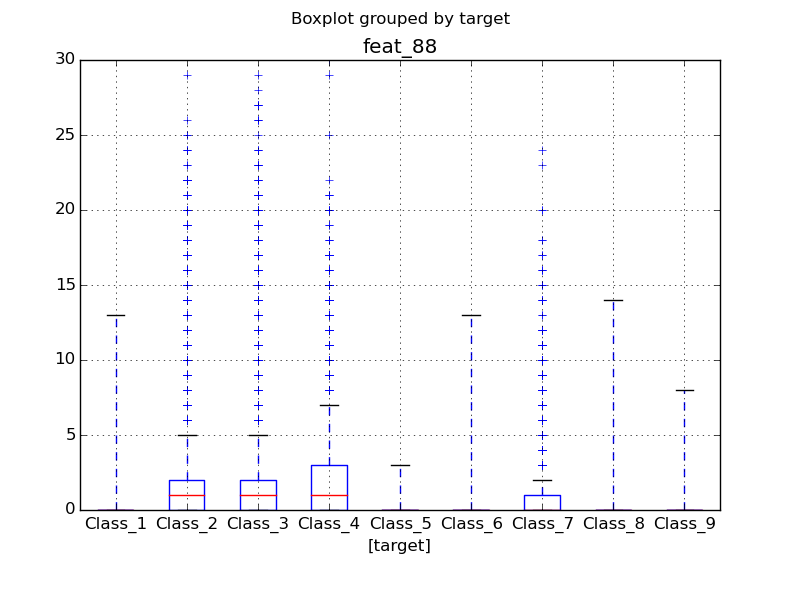 Boxplot grouped by target
feat_88
30
25
20
15
10
5
0
Class_1 Class_2 Class_3 Class_4 Class_5 Class_6 Class_7 Class_8 Class_9
[target]